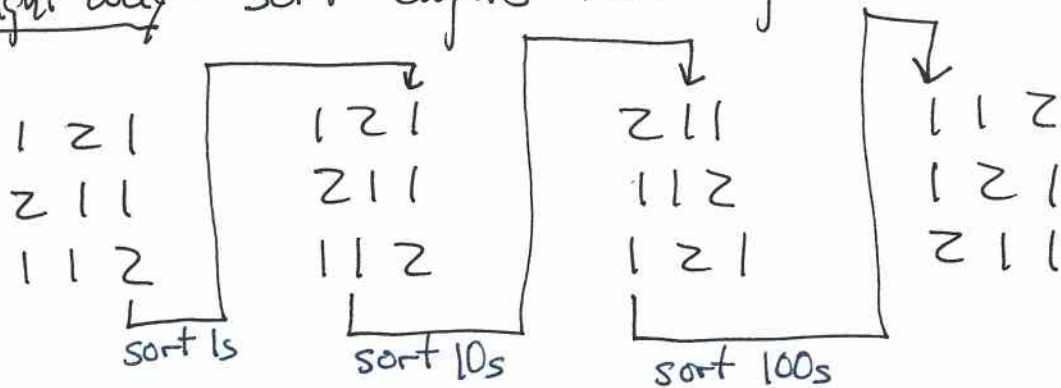 sort
1 2 1 1 2 1 2 1 1 1 1 2
2 1 1 2 1 1 1 1 2 1 2 1
1 1 2 1 1 2 1 2 1 2 1 1
sort 1s sort 10s sort 100s